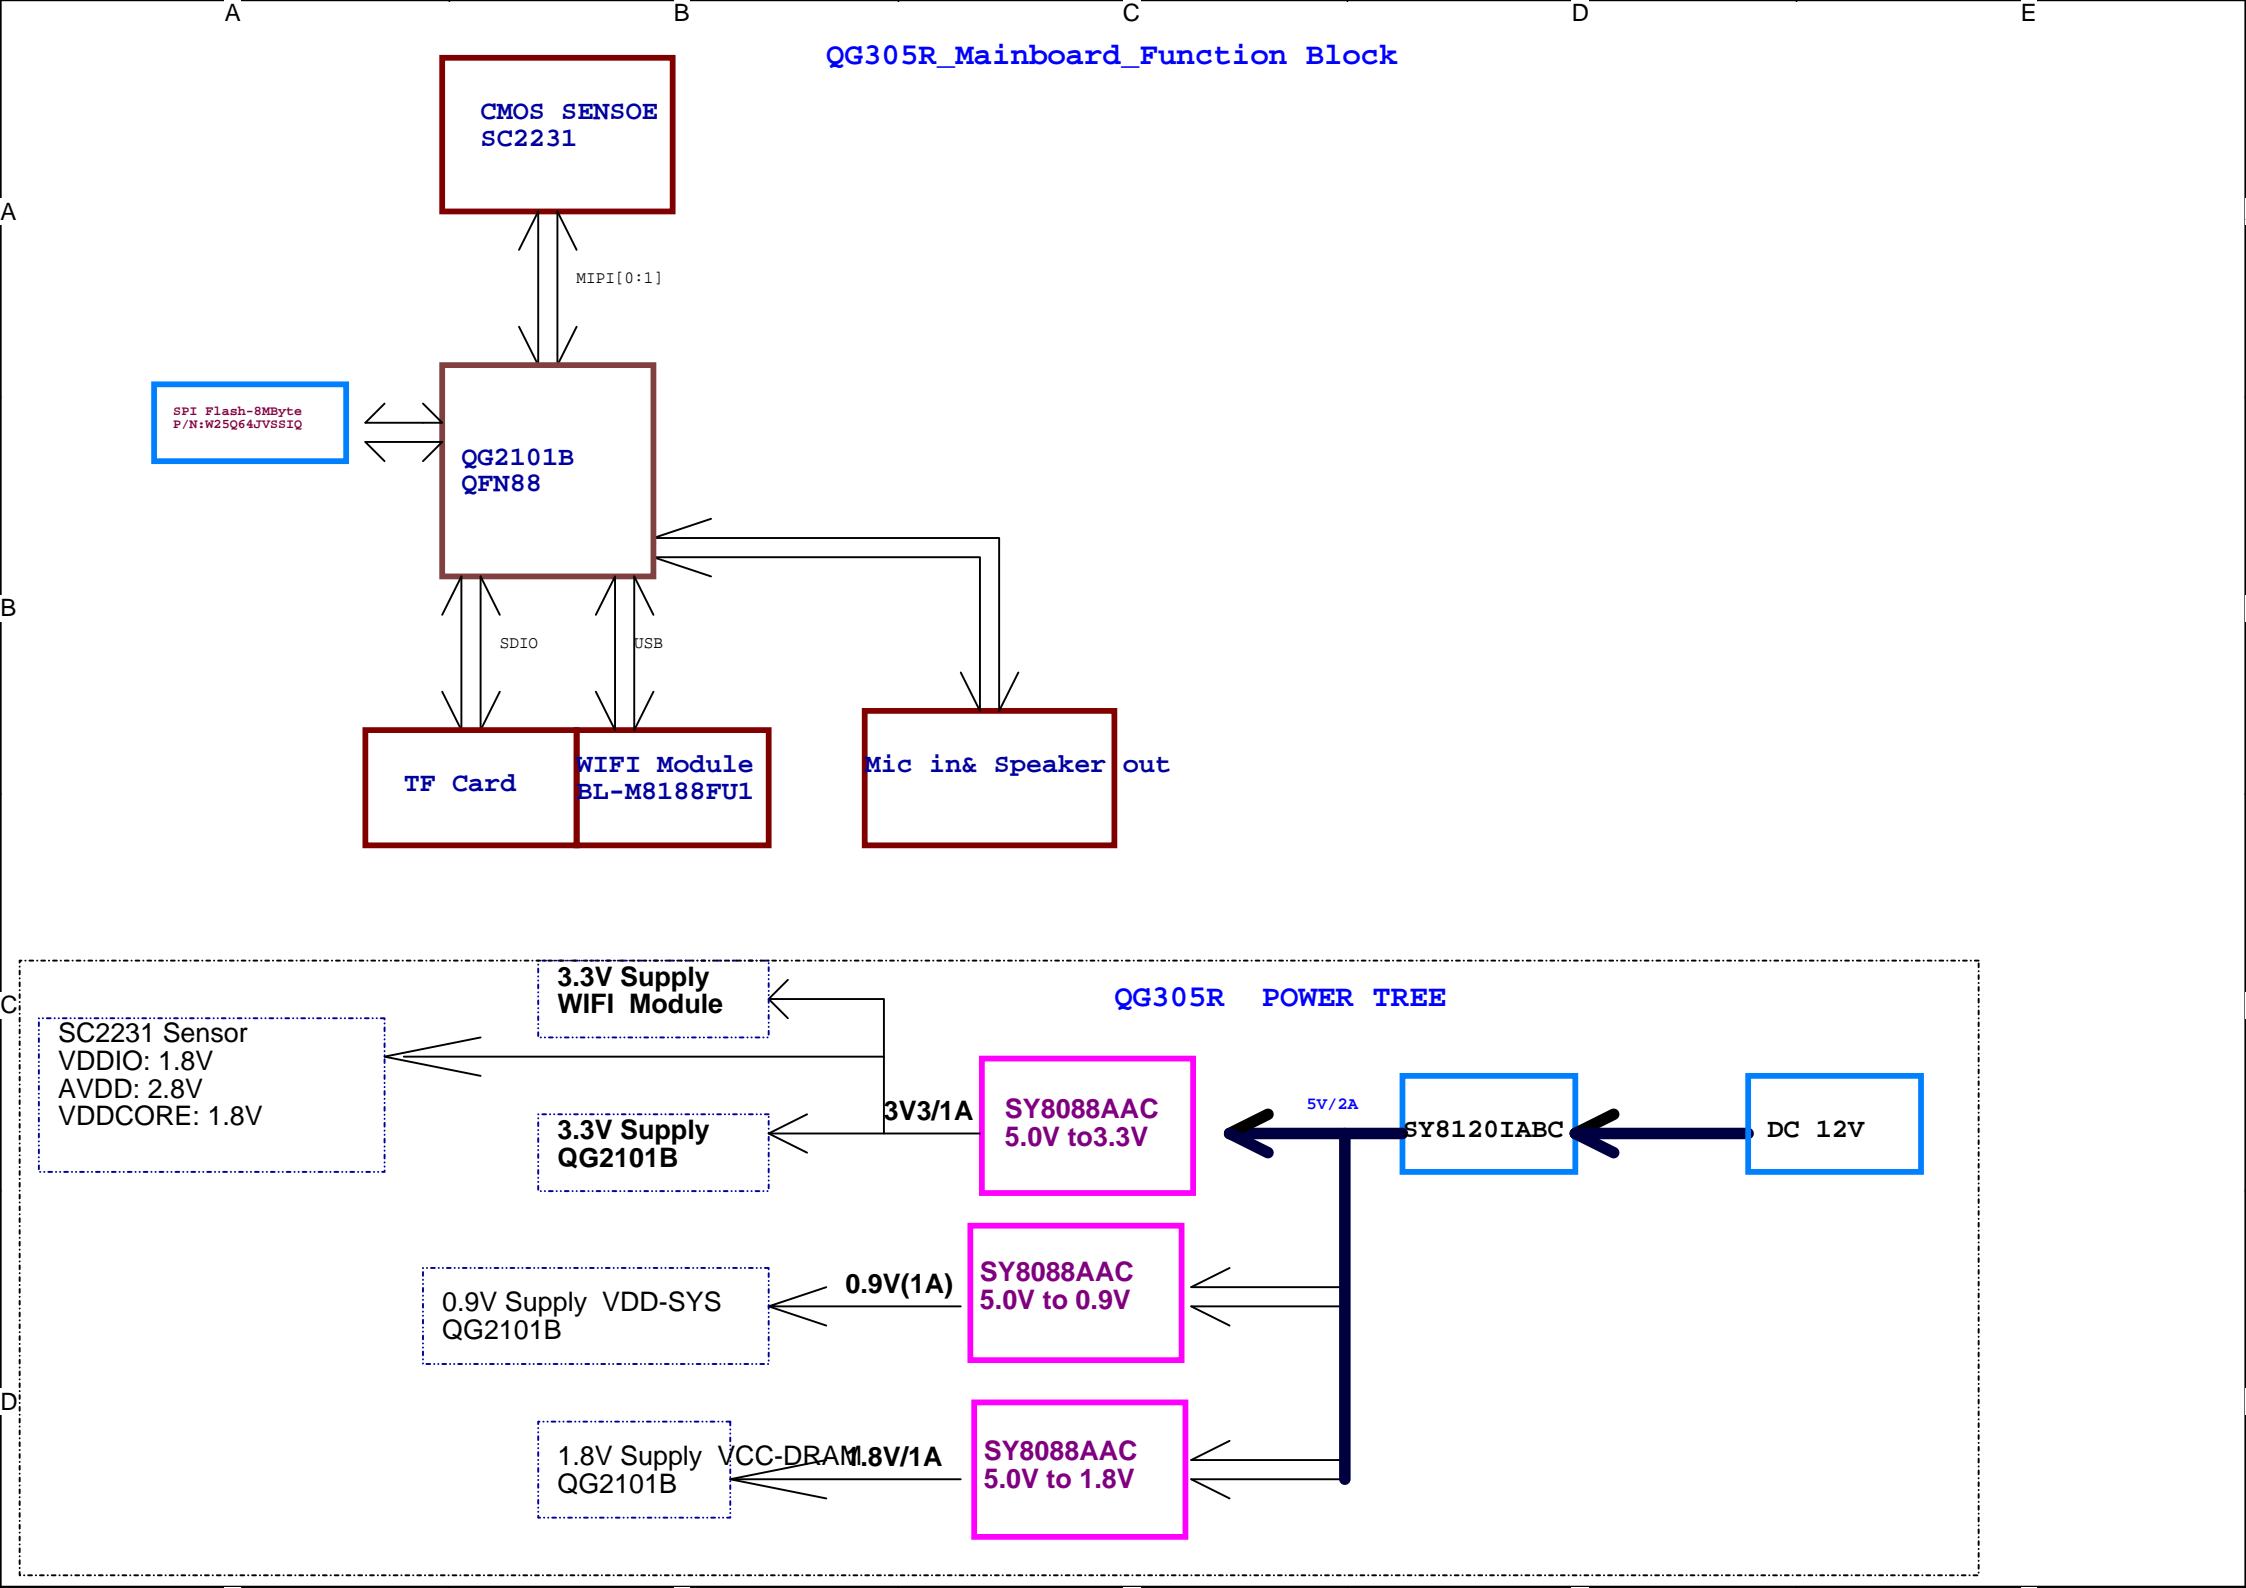 A B C D E
QG305R_Mainboard_Function Block
CMOS SENSOE
SC2231
A
MIPI[0:1]
SPI Flash-8MByte
P/N:W25Q64JVSSIQ
QG2101B
QFN88
B
SDIO
USB
TF Card
WIFI Module
BL-M8188FU1
Mic in& Speaker out
C
QG305R  POWER TREE
3.3V Supply
WIFI  Module
SC2231 Sensor
VDDIO: 1.8V
AVDD: 2.8V
VDDCORE: 1.8V
3.3V Supply
QG2101B
3V3/1A
SY8088AAC
5.0V to3.3V
5V/2A
SY8120IABC
DC 12V
0.9V Supply  VDD-SYS
QG2101B
0.9V(1A)
SY8088AAC
5.0V to 0.9V
D
1.8V Supply  VCC-DRAM
QG2101B
1.8V/1A
SY8088AAC
5.0V to 1.8V